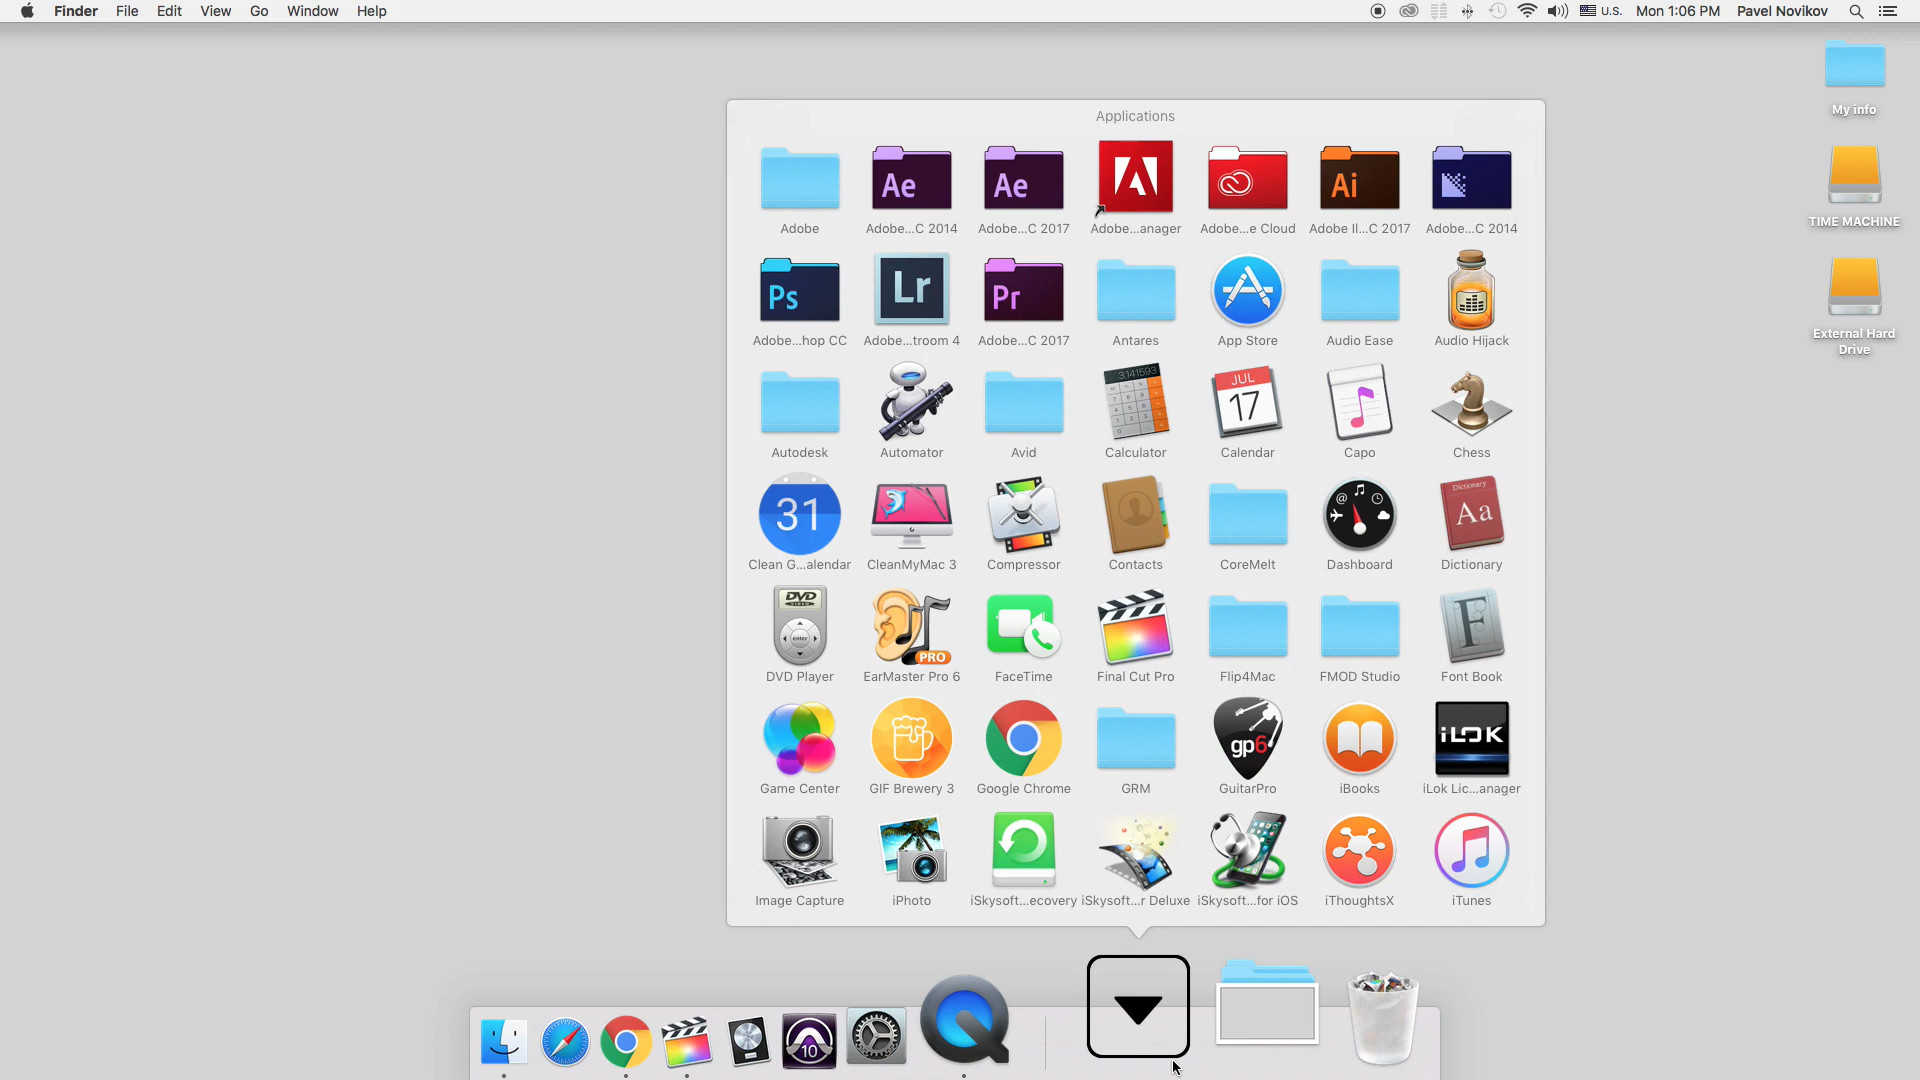 Finder File Edit View Go Window Help U.S. Mon 1:06 PM Pavel Novikov
My info
TIME MACHINE
External Hard
Drive
Applications
Ae Ae Ai
Adobe Adobe...C 2014 Adobe...C 2017 Adobe...anager Adobe...e Cloud Adobe Il...C 2017 Adobe...C 2014
Ps Lr Pr
Adobe...hop CC Adobe...troom 4 Adobe...C 2017 Antares App Store Audio Ease Audio Hijack
3.141593 JUL
17
Autodesk Automator Avid Calculator Calendar Capo Chess
31 Dictionary
Aa
Clean G...alendar CleanMyMac 3 Compressor Contacts CoreMelt Dashboard Dictionary
DVD
VIDEO
enter F
PRO
DVD Player EarMaster Pro 6 FaceTime Final Cut Pro Flip4Mac FMOD Studio Font Book
gp6 iLOK
Game Center GIF Brewery 3 Google Chrome GRM GuitarPro iBooks iLok Lic...anager
Image Capture iPhoto iSkysoft...ecovery iSkysoft...r Deluxe iSkysoft...for iOS iThoughtsX iTunes
10